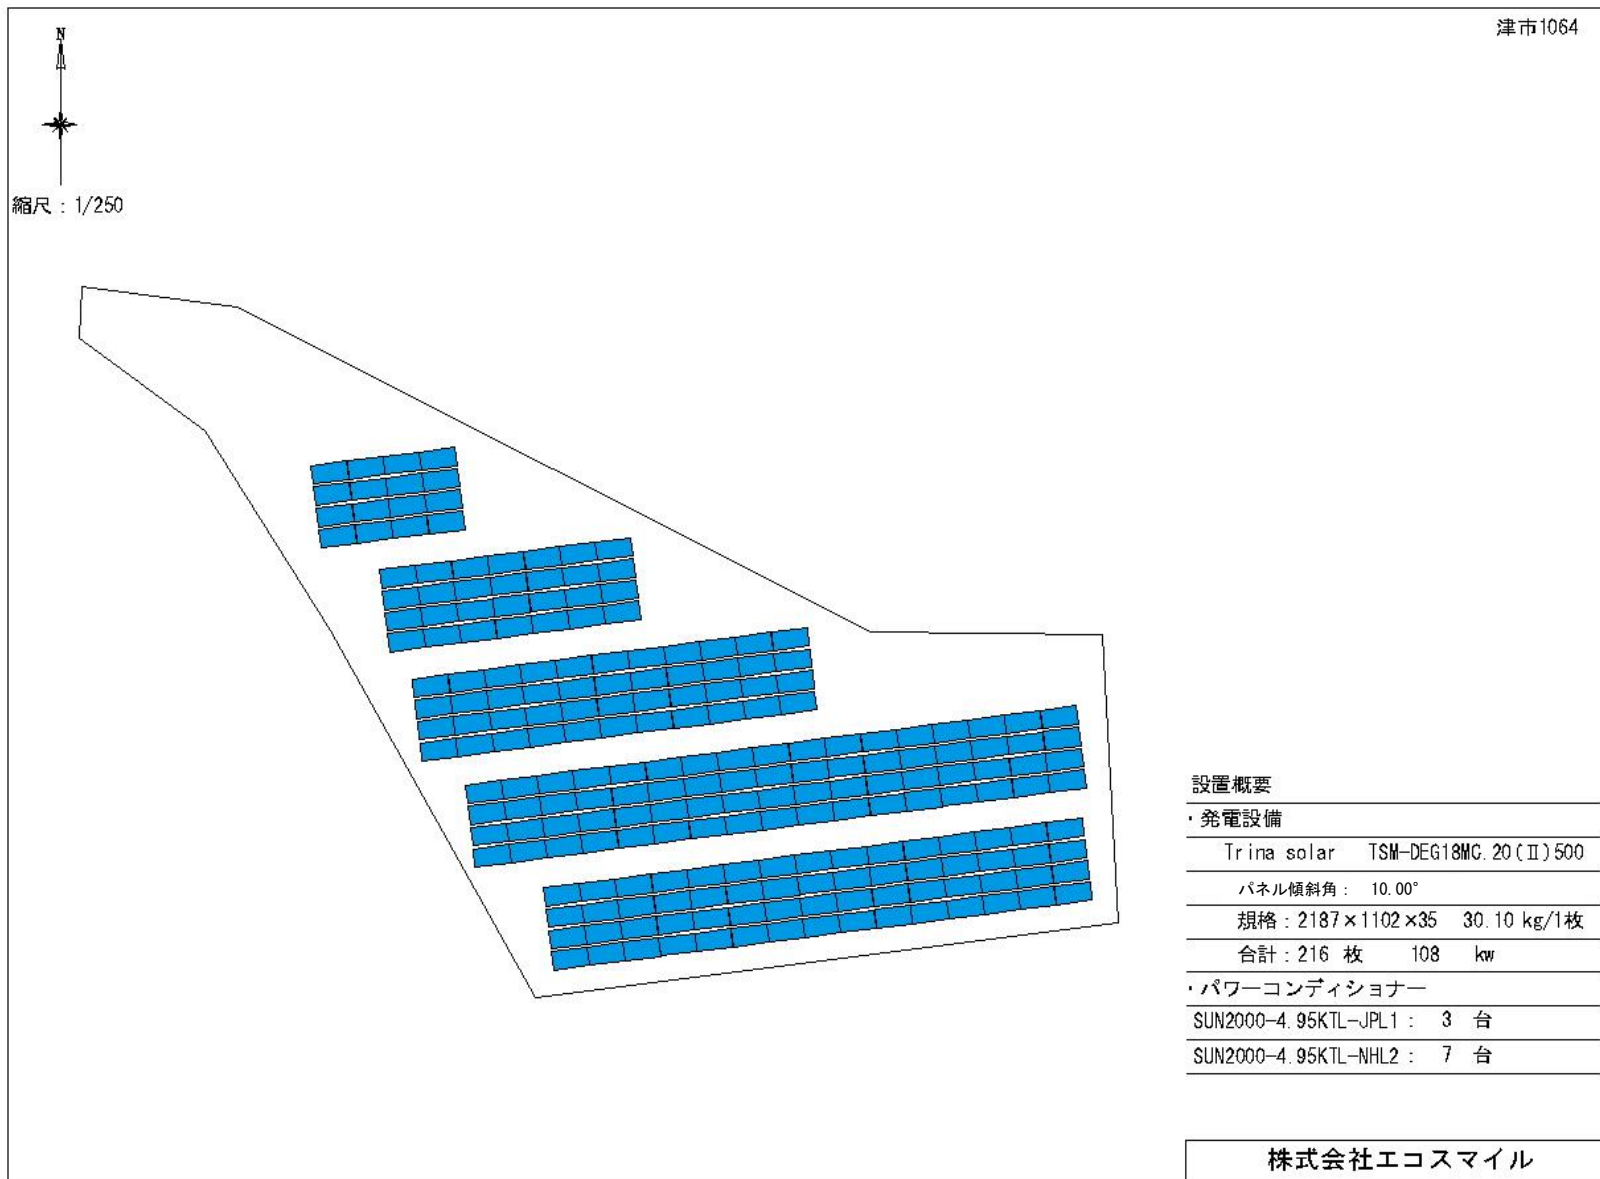 津市1064
N
縮尺：1/250
設置概要
・発電設備
Trina solar TSM-DEG18MC.20(Ⅱ)500
パネル傾斜角： 10.00°
規格：2187×1102×35 30.10 kg/1枚
合計：216 枚 108 kw
・パワーコンディショナー
SUN2000-4.95KTL-JPL1： 3 台
SUN2000-4.95KTL-NHL2： 7 台
株式会社エコスマイル